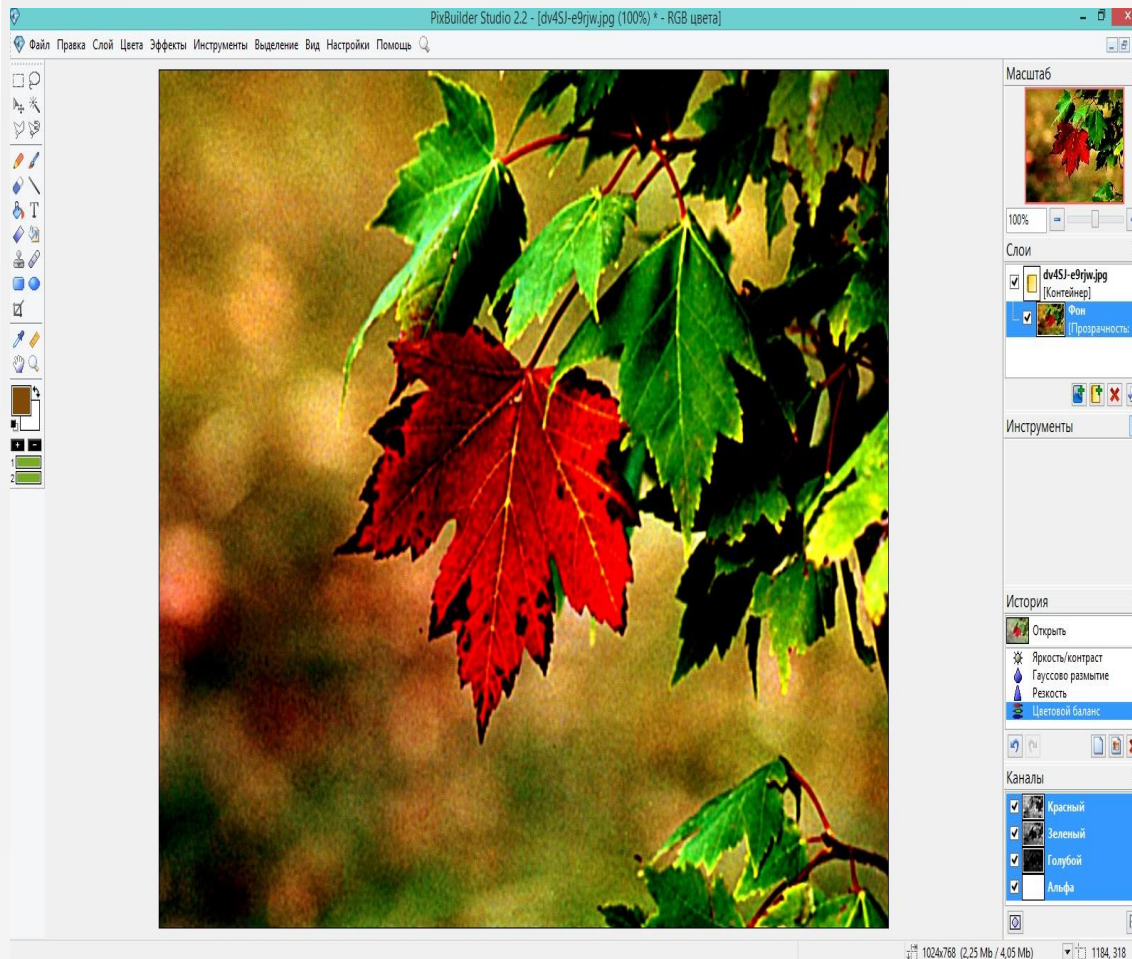 PixBuilder Studio 2.2 - [dv4SJ-e9rjw.jpg (100%) * - RGB цвета]
Файл Правка Слой Цвета Эффекты Инструменты Выделение Вид Настройки Помощь
Масштаб
100%
Слои
dv4SJ-e9rjw.jpg
[Контейнер]
Фон
[Прозрачность:
Инструменты
История
Открыть
Яркость/контраст
Гауссово размытие
Резкость
Цветовой баланс
Каналы
Красный
Зеленый
Голубой
Альфа
1
2
1024x768 (2,25 Mb / 4,05 Mb) 1184, 318